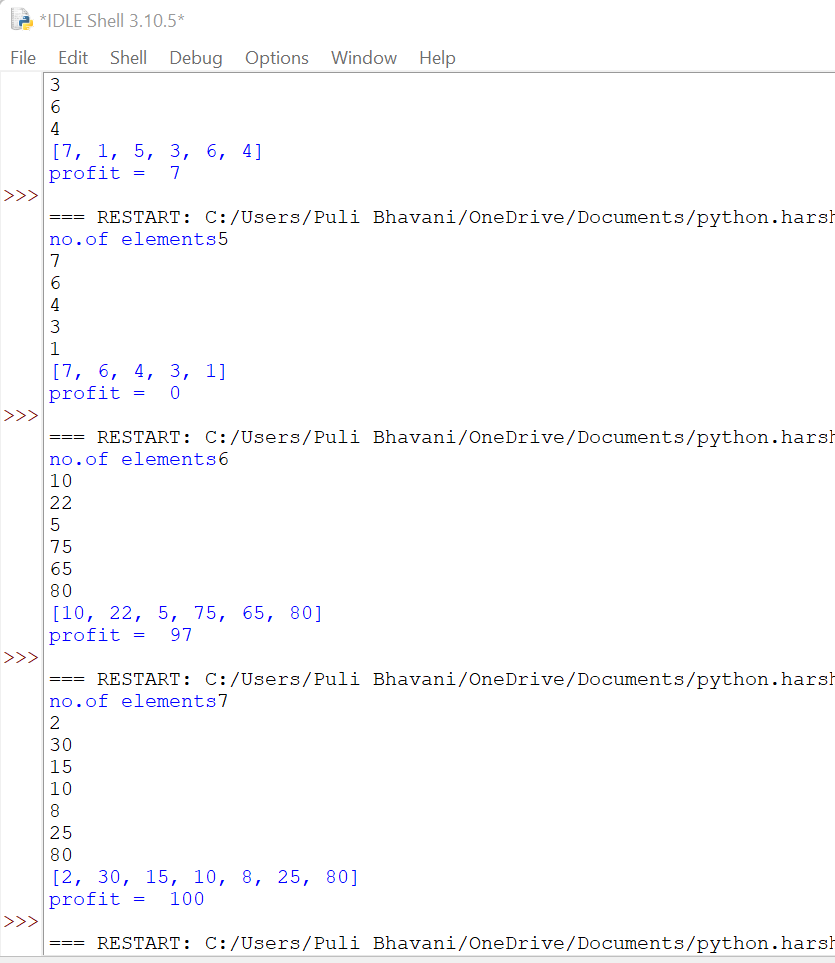 *IDLE Shell 3.10.5*
File Edit Shell Debug Options Window Help
3
6
4
[7, 1, 5, 3, 6, 4]
profit =  7
>>>
=== RESTART: C:/Users/Puli Bhavani/OneDrive/Documents/python.harsh
no.of elements5
7
6
4
3
1
[7, 6, 4, 3, 1]
profit =  0
>>>
=== RESTART: C:/Users/Puli Bhavani/OneDrive/Documents/python.harsh
no.of elements6
10
22
5
75
65
80
[10, 22, 5, 75, 65, 80]
profit =  97
>>>
=== RESTART: C:/Users/Puli Bhavani/OneDrive/Documents/python.harsh
no.of elements7
2
30
15
10
8
25
80
[2, 30, 15, 10, 8, 25, 80]
profit =  100
>>>
=== RESTART: C:/Users/Puli Bhavani/OneDrive/Documents/python.harsh